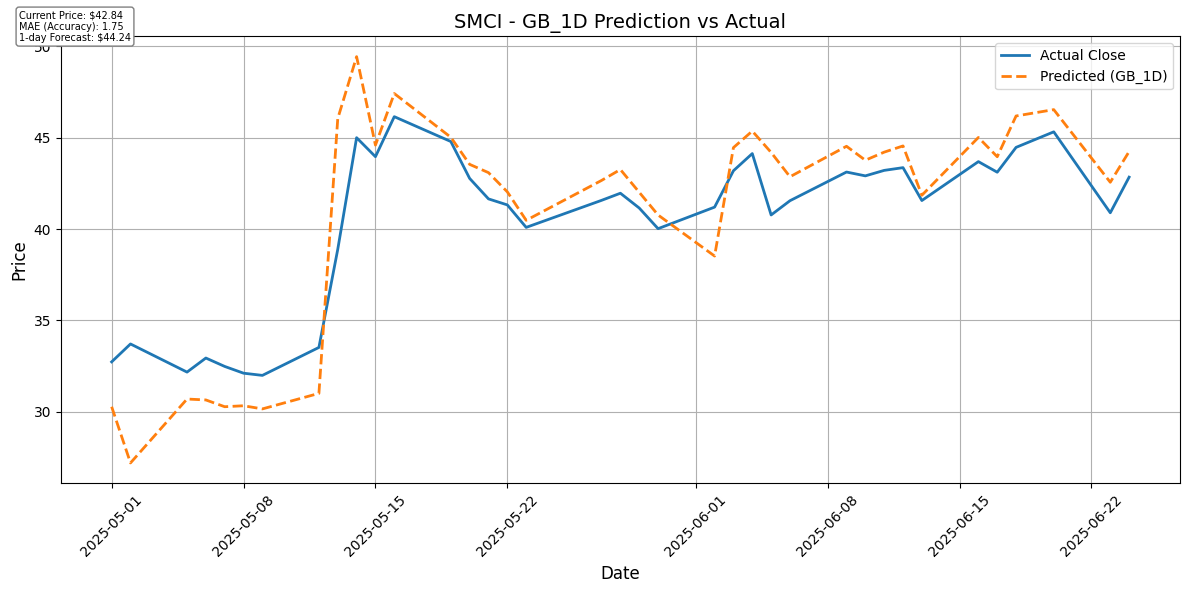 SMCI - GB_1D Prediction vs Actual
Current Price: $42.84
MAE (Accuracy): 1.75
1-day Forecast: $44.24
Actual Close
Predicted (GB_1D)
Price
50
45
40
35
30
2025-05-01
2025-05-08
2025-05-15
2025-05-22
2025-06-01
2025-06-08
2025-06-15
2025-06-22
Date